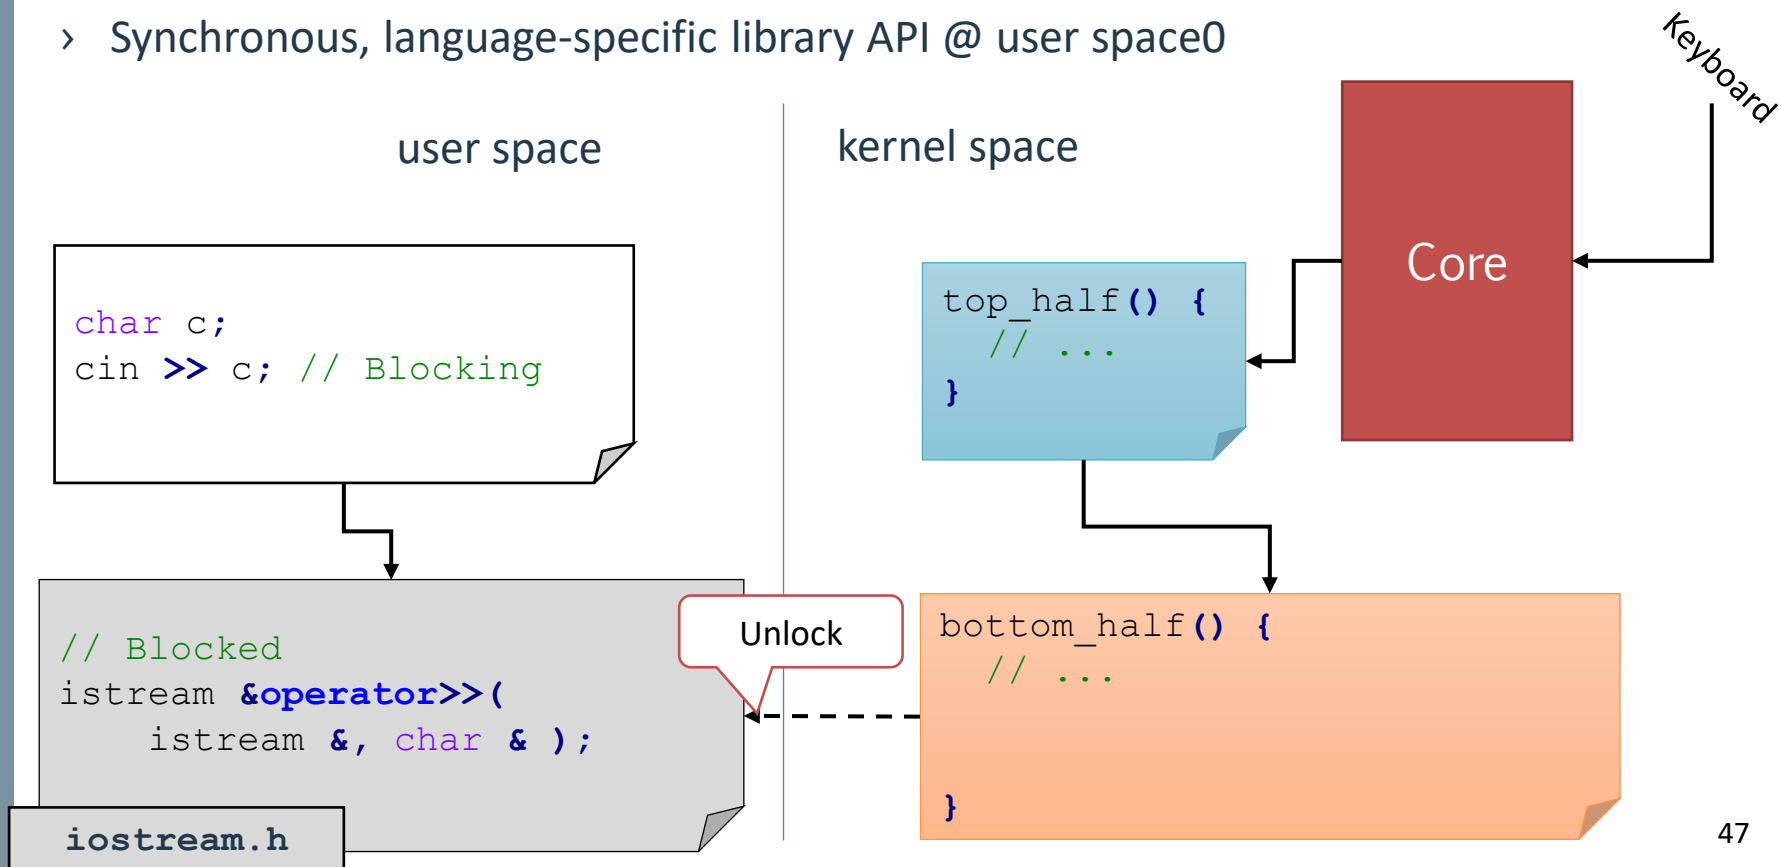 › Synchronous, language-specific library API @ user space0
Keyboard
user space
kernel space
char c;
cin >> c; // Blocking
top_half() {
// ...
}
Core
// Blocked
istream &operator>>(
istream &, char & );
iostream.h
Unlock
bottom_half() {
// ...
}
47